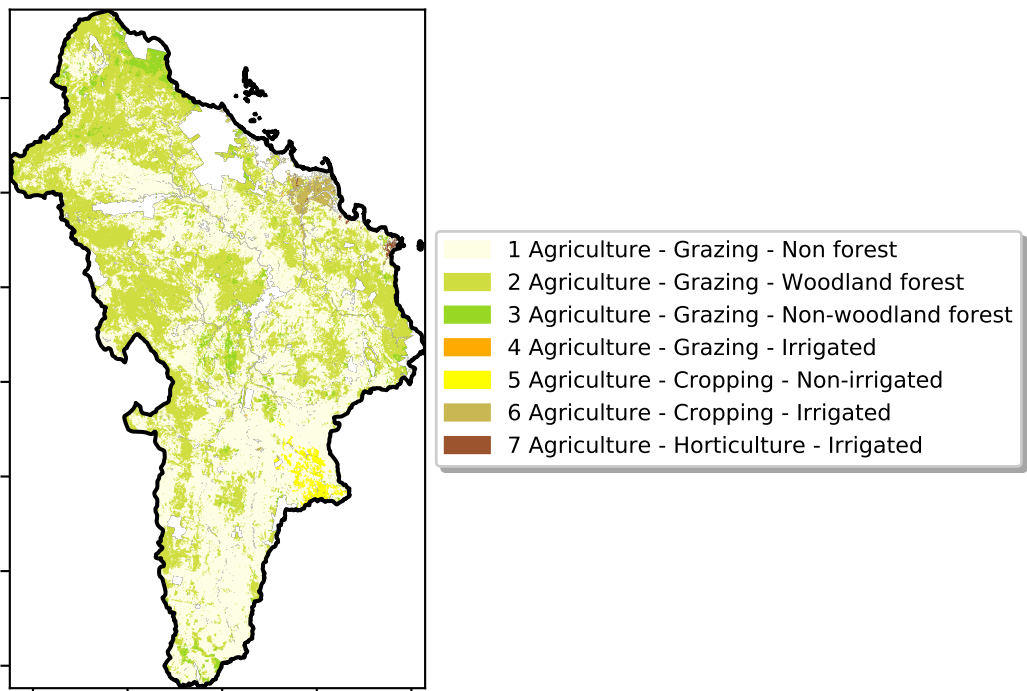 1 Agriculture - Grazing - Non forest
2 Agriculture - Grazing - Woodland forest
3 Agriculture - Grazing - Non-woodland forest
4 Agriculture - Grazing - Irrigated
5 Agriculture - Cropping - Non-irrigated
6 Agriculture - Cropping - Irrigated
7 Agriculture - Horticulture - Irrigated